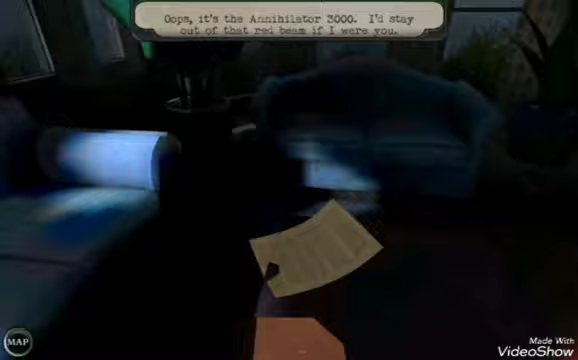 Oops, it's the Annihilator 3000. I'd stay
out of that red beam if I were you.
MAP
Made With
VideoShow